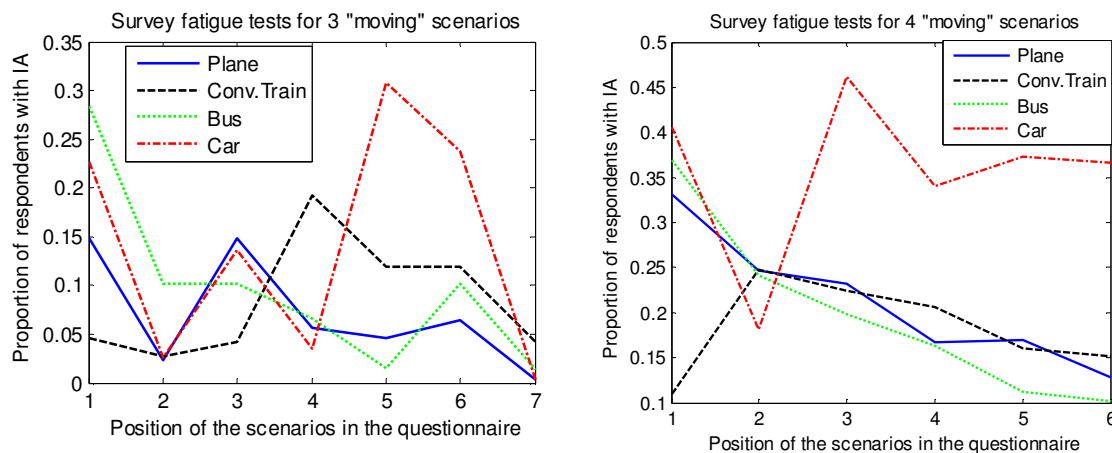 Survey fatigue tests for 3 "moving" scenarios
Proportion of respondents with IA
0.35
0.3
0.25
0.2
0.15
0.1
0.05
0
Plane
Conv.Train
Bus
Car
1 2 3 4 5 6 7
Position of the scenarios in the questionnaire
Survey fatigue tests for 4 "moving" scenarios
Proportion of respondents with IA
0.5
0.45
0.4
0.35
0.3
0.25
0.2
0.15
0.1
Plane
Conv.Train
Bus
Car
1 2 3 4 5 6
Position of the scenarios in the questionnaire